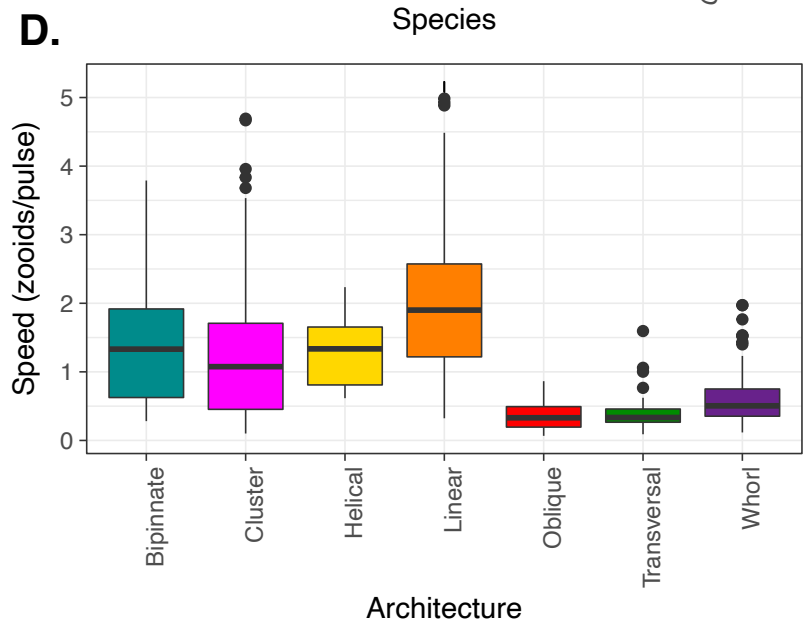 Species
D.
Speed (zooids/pulse)
5
4
3
2
1
0
Bipinnate
Cluster
Helical
Linear
Oblique
Transversal
Whorl
Architecture